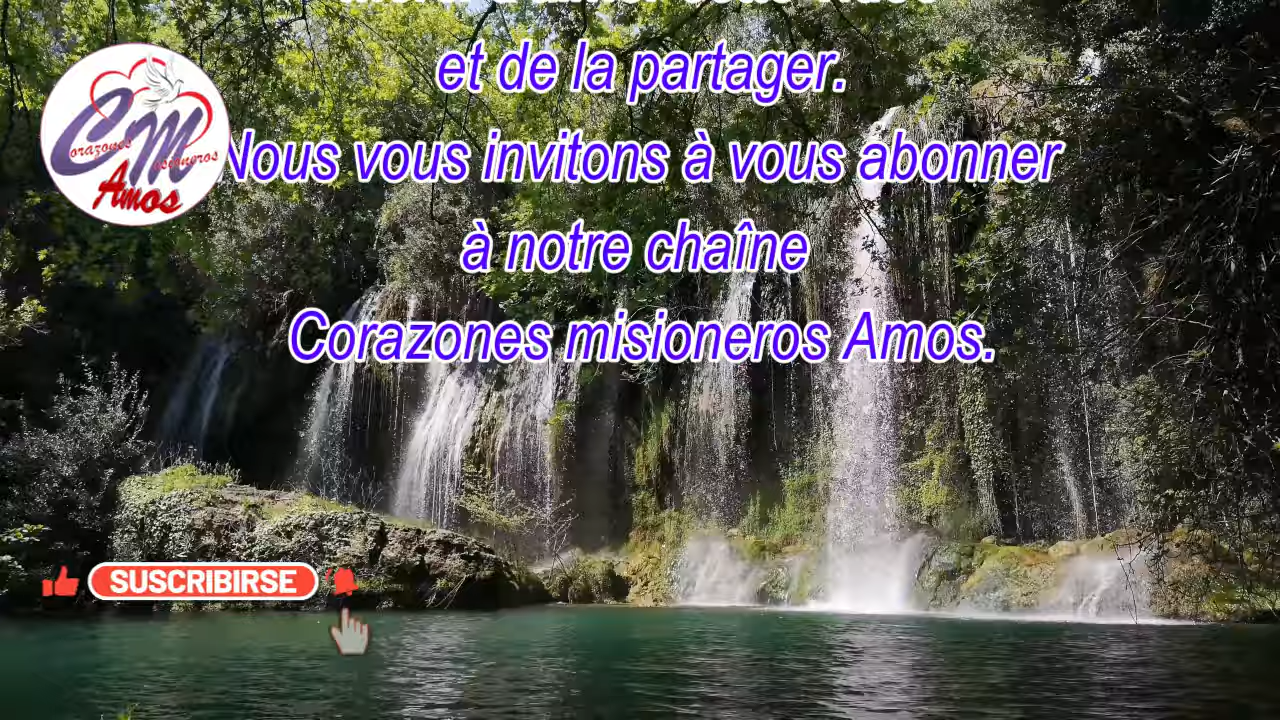 et de la partager.
Nous vous invitons à vous abonner
à notre chaîne
Corazones misioneros Amos.
Corazones Misioneros
Amos
SUSCRIBIRSE